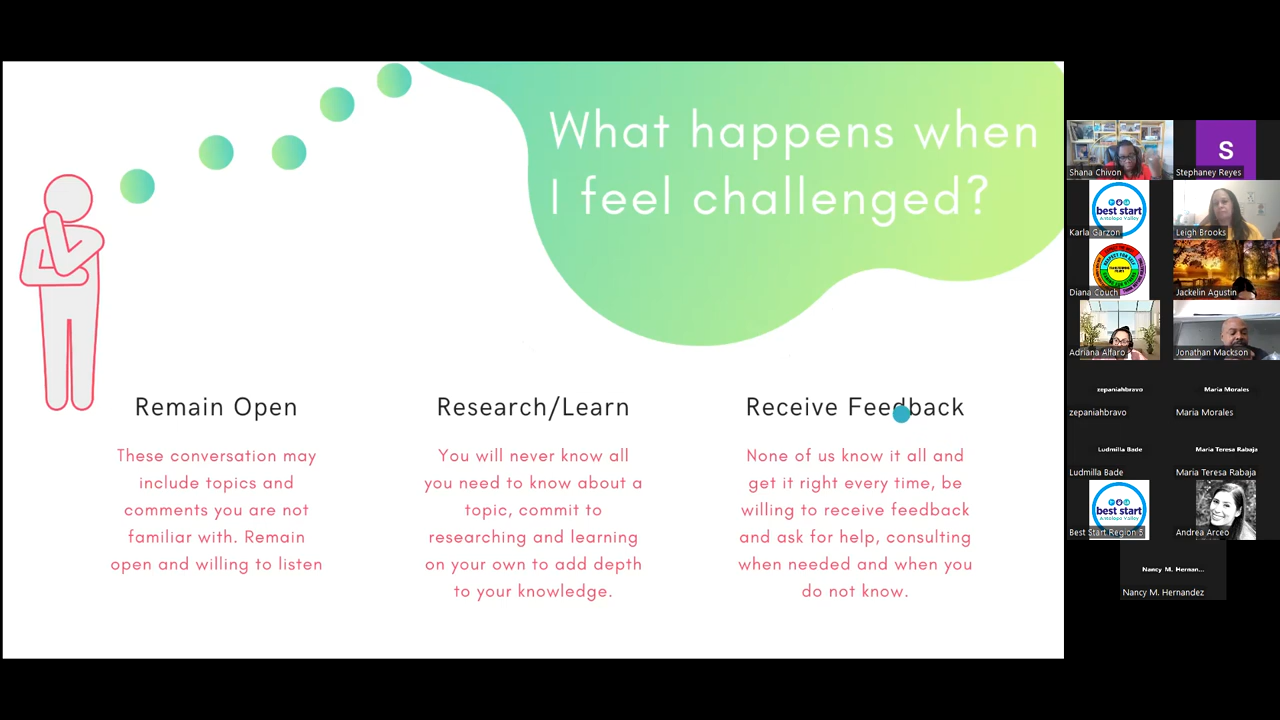 What happens when
I feel challenged?
Remain Open
These conversation may
include topics and
comments you are not
familiar with. Remain
open and willing to listen
Research/Learn
You will never know all
you need to know about a
topic, commit to
researching and learning
on your own to add depth
to your knowledge.
Receive Feedback
None of us know it all and
get it right every time, be
willing to receive feedback
and ask for help, consulting
when needed and when you
do not know.
Shana Chivon
S
Stephaney Reyes
best start
Karla Garzon
Leigh Brooks
Diana Couch
Jackelin Agustin
Adriana Alfaro
Jonathan Mackson
zepaniahbravo
zepaniahbravo
Maria Morales
Maria Morales
Ludmilla Bade
Ludmilla Bade
Maria Teresa Rabaja
Maria Teresa Rabaja
best start
Best Start Region 5
Andrea Arceo
Nancy M. Hernan...
Nancy M. Hernandez